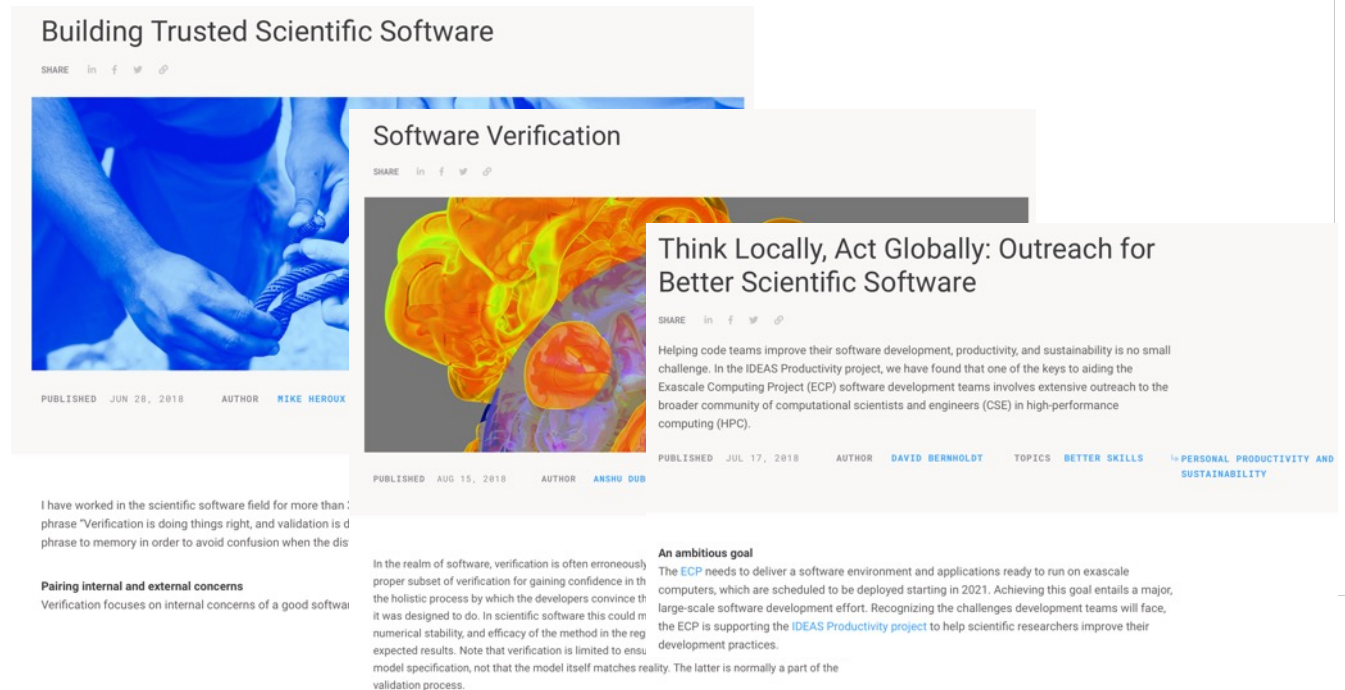 Building Trusted Scientific Software
SHARE
PUBLISHED JUN 28, 2018 AUTHOR MIKE HEROUX
I have worked in the scientific software field for more than
phrase "Verification is doing things right, and validation is
phrase to memory in order to avoid confusion when the
Pairing internal and external concerns
Verification focuses on internal concerns of a good
Software Verification
SHARE
PUBLISHED AUG 15, 2018 AUTHOR ANSHU
In the realm of software, verification is often erroneously
proper subset of verification for gaining confidence in
the holistic process by which the developers convince
it was designed to do. In scientific software this could
numerical stability, and efficacy of the method in the
expected results. Note that verification is limited to
model specification, not that the model itself matches reality. The latter is normally a part of the
validation process.
Think Locally, Act Globally: Outreach for
Better Scientific Software
SHARE
Helping code teams improve their software development, productivity, and sustainability is no small
challenge. In the IDEAS Productivity project, we have found that one of the keys to aiding the
Exascale Computing Project (ECP) software development teams involves extensive outreach to the
broader community of computational scientists and engineers (CSE) in high-performance
computing (HPC).
PUBLISHED JUL 17, 2018 AUTHOR DAVID BERNHOLDT TOPICS BETTER SKILLS ↳ PERSONAL PRODUCTIVITY AND
SUSTAINABILITY
An ambitious goal
The ECP needs to deliver a software environment and applications ready to run on exascale
computers, which are scheduled to be deployed starting in 2021. Achieving this goal entails a major,
large-scale software development effort. Recognizing the challenges development teams will face,
the ECP is supporting the IDEAS Productivity project to help scientific researchers improve their
development practices.